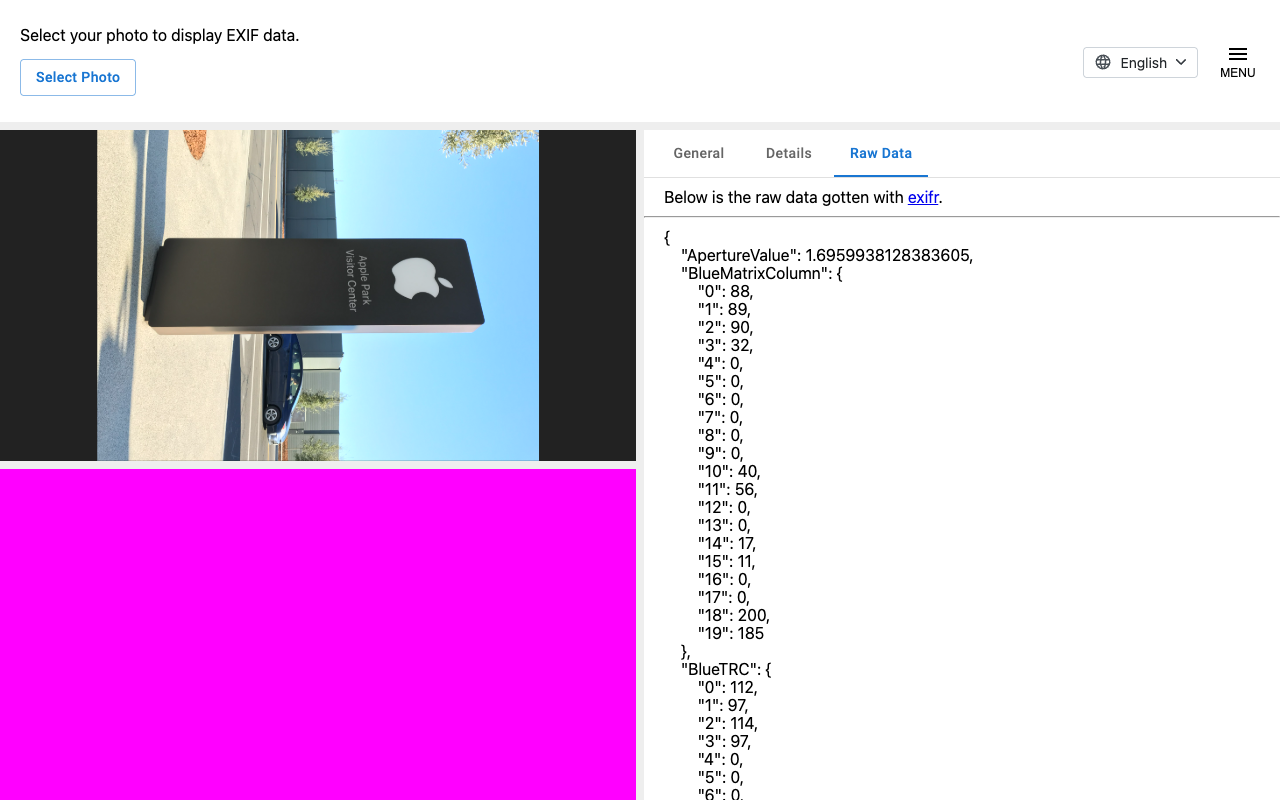 Select your photo to display EXIF data.
Select Photo
English
MENU
Apple Park
Visitor Center
General
Details
Raw Data
Below is the raw data gotten with exifr.
{
"ApertureValue": 1.6959938128383605,
"BlueMatrixColumn": {
"0": 88,
"1": 89,
"2": 90,
"3": 32,
"4": 0,
"5": 0,
"6": 0,
"7": 0,
"8": 0,
"9": 0,
"10": 40,
"11": 56,
"12": 0,
"13": 0,
"14": 17,
"15": 11,
"16": 0,
"17": 0,
"18": 200,
"19": 185
},
"BlueTRC": {
"0": 112,
"1": 97,
"2": 114,
"3": 97,
"4": 0,
"5": 0,
"6": 0,